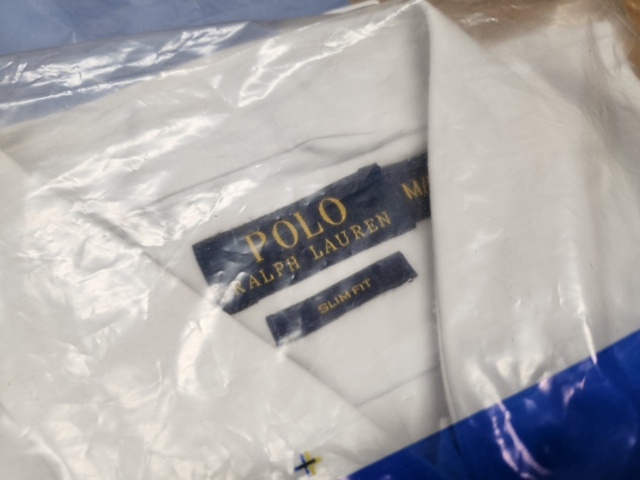 POLO
RALPH LAUREN
M/
SLIM FIT